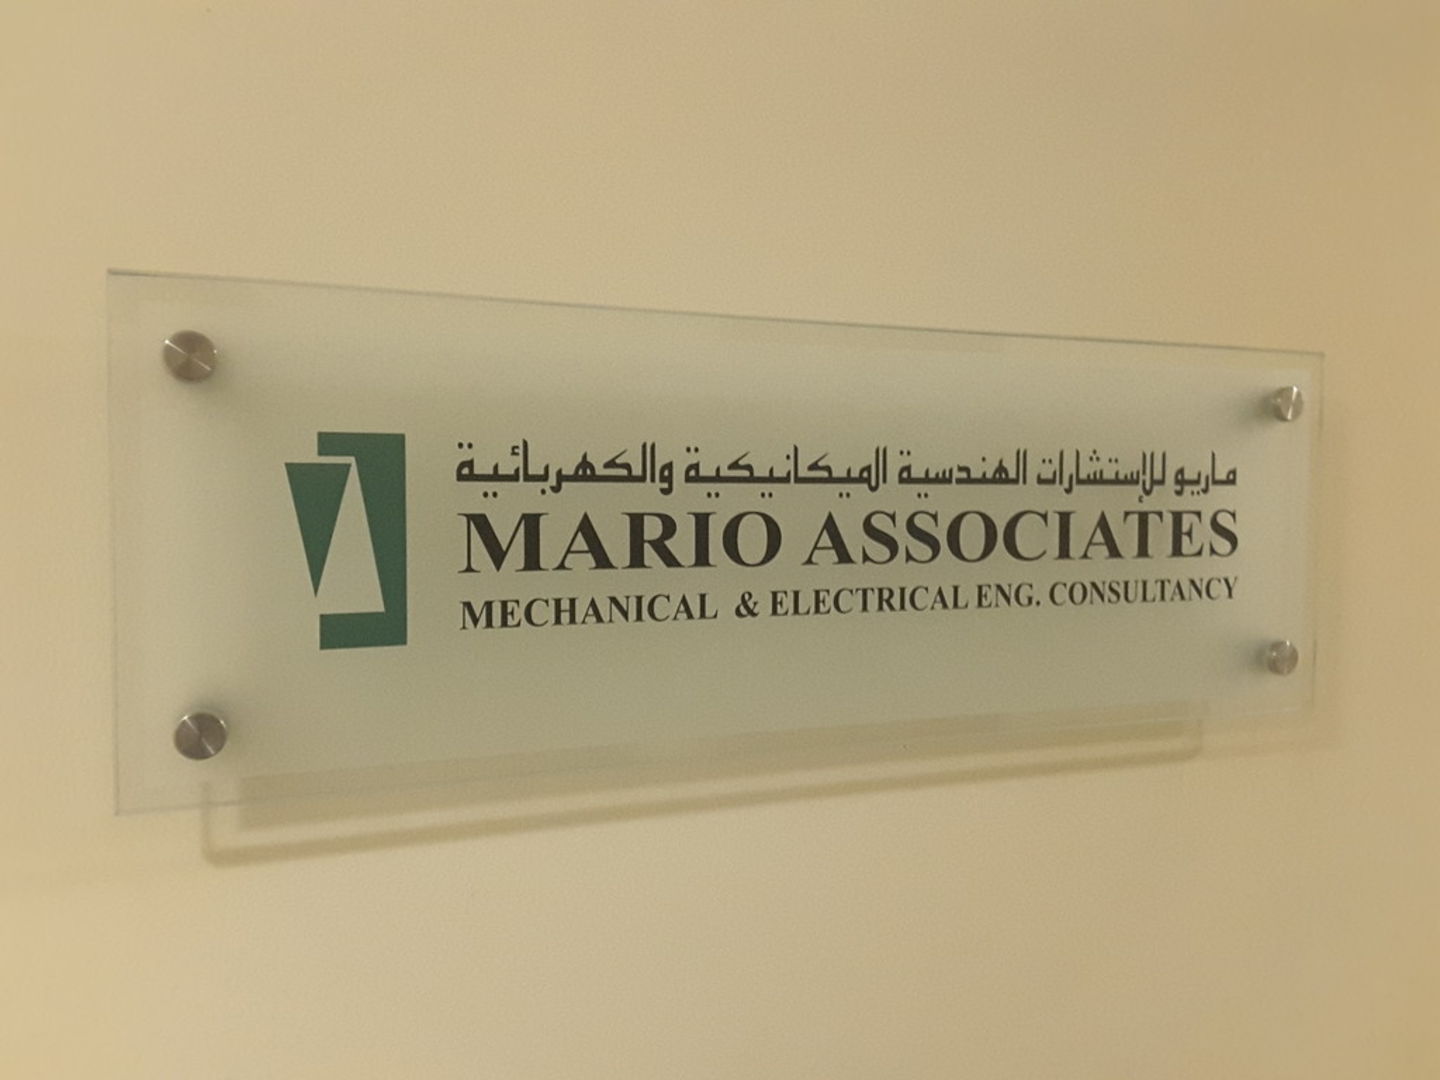 ماريو للإستشارات الهندسية الميكانيكية والكهربائية
MARIO ASSOCIATES
MECHANICAL & ELECTRICAL ENG. CONSULTANCY